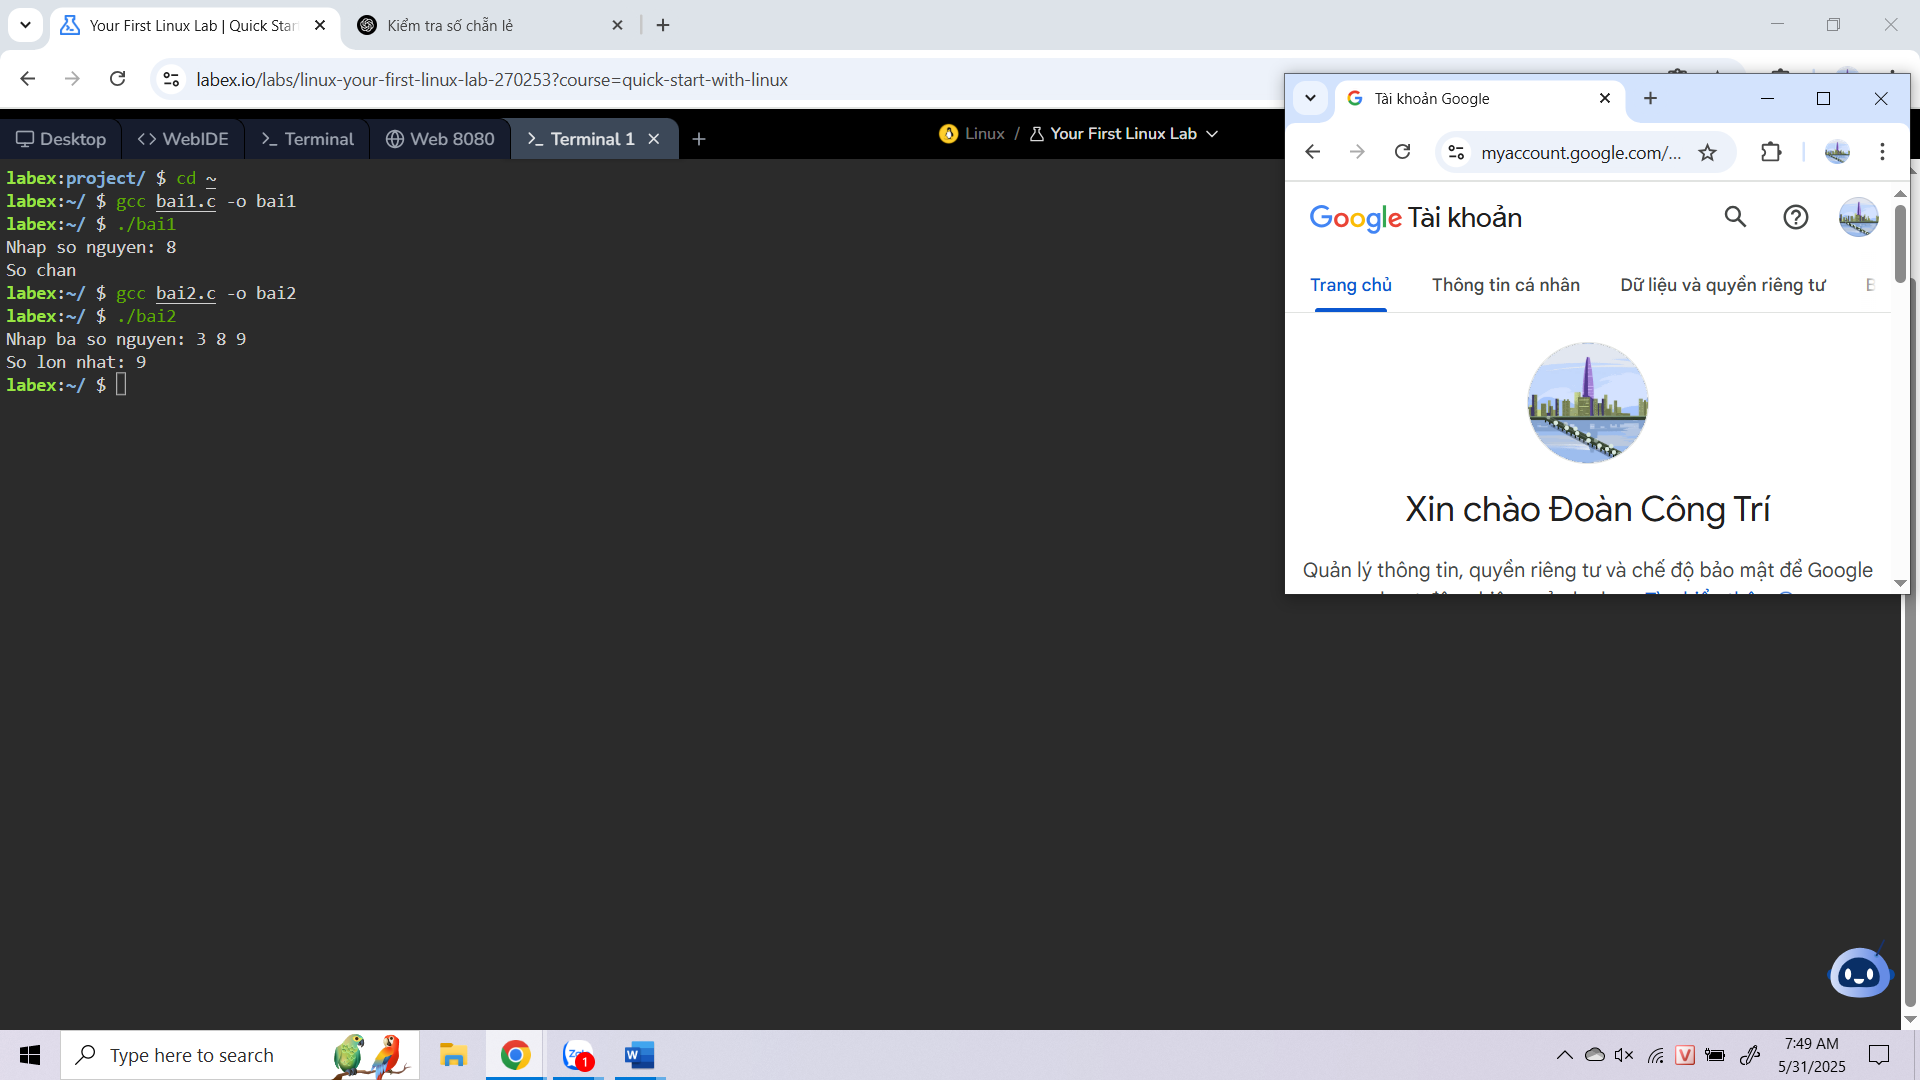 Your First Linux Lab | Quick Star
Kiểm tra số chẵn lẻ
labex.io/labs/linux-your-first-linux-lab-270253?course=quick-start-with-linux
Desktop
WebIDE
Terminal
Web 8080
Terminal 1
Linux / Your First Linux Lab
labex:project/ $ cd ~
labex:~/ $ gcc bai1.c -o bai1
labex:~/ $ ./bai1
Nhap so nguyen: 8
So chan
labex:~/ $ gcc bai2.c -o bai2
labex:~/ $ ./bai2
Nhap ba so nguyen: 3 8 9
So lon nhat: 9
labex:~/ $
Tài khoản Google
myaccount.google.com/...
Google Tài khoản
Trang chủ
Thông tin cá nhân
Dữ liệu và quyền riêng tư
Xin chào Đoàn Công Trí
Quản lý thông tin, quyền riêng tư và chế độ bảo mật để Google
Type here to search
Za
1
W
V
7:49 AM
5/31/2025